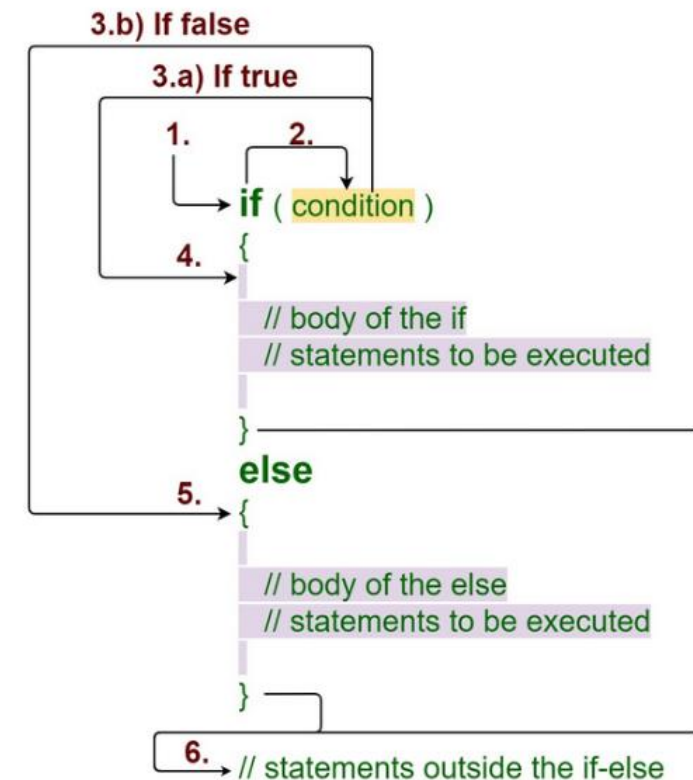 3.b) If false
3.a) If true
1.
2.
if ( condition )
{
4.
// body of the if
// statements to be executed
}
else
5.
{
// body of the else
// statements to be executed
}
6.
// statements outside the if-else